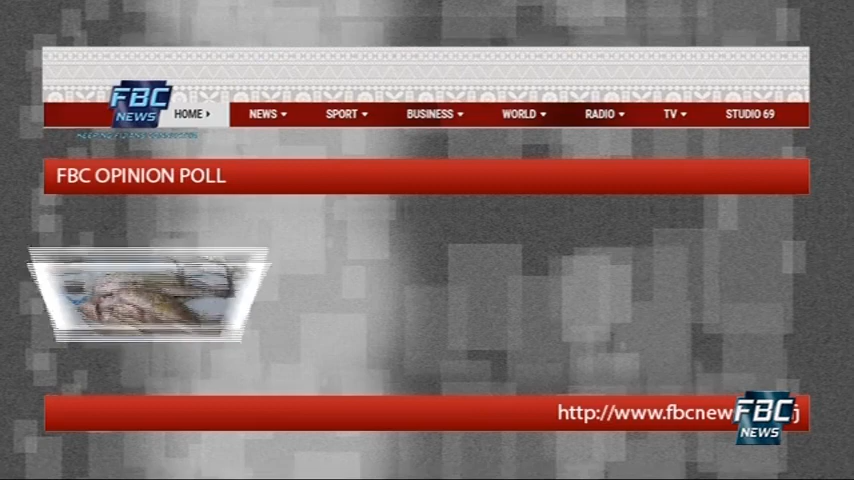 FBC
NEWS
HOME
NEWS
SPORT
BUSINESS
WORLD
RADIO
TV
STUDIO 69
FBC OPINION POLL
http://www.fbcnew
FBC
NEWS